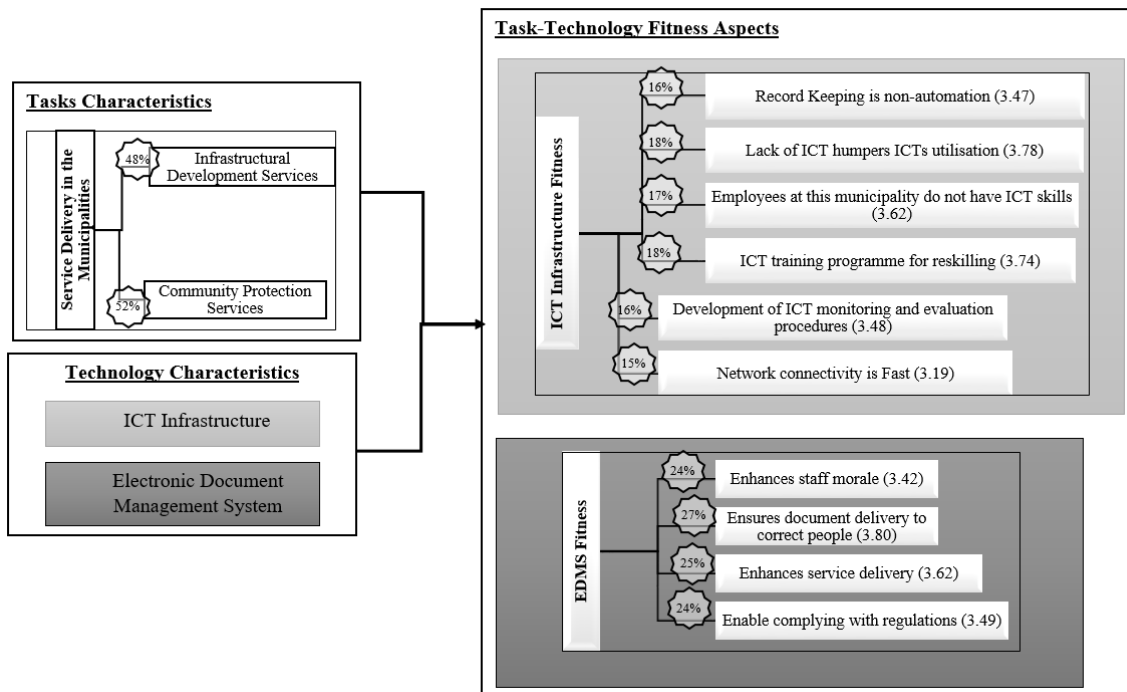 Tasks Characteristics
Service Delivery in the
Municipalities
48%
Infrastructural
Development Services
52%
Community Protection
Services
Technology Characteristics
ICT Infrastructure
Electronic Document
Management System
Task-Technology Fitness Aspects
ICT Infrastructure Fitness
16%
Record Keeping is non-automation (3.47)
18%
Lack of ICT humpers ICTs utilisation (3.78)
17%
Employees at this municipality do not have ICT skills
(3.62)
18%
ICT training programme for reskilling (3.74)
16%
Development of ICT monitoring and evaluation
procedures (3.48)
15%
Network connectivity is Fast (3.19)
EDMS Fitness
24%
Enhances staff morale (3.42)
27%
Ensures document delivery to
correct people (3.80)
25%
Enhances service delivery (3.62)
24%
Enable complying with regulations (3.49)